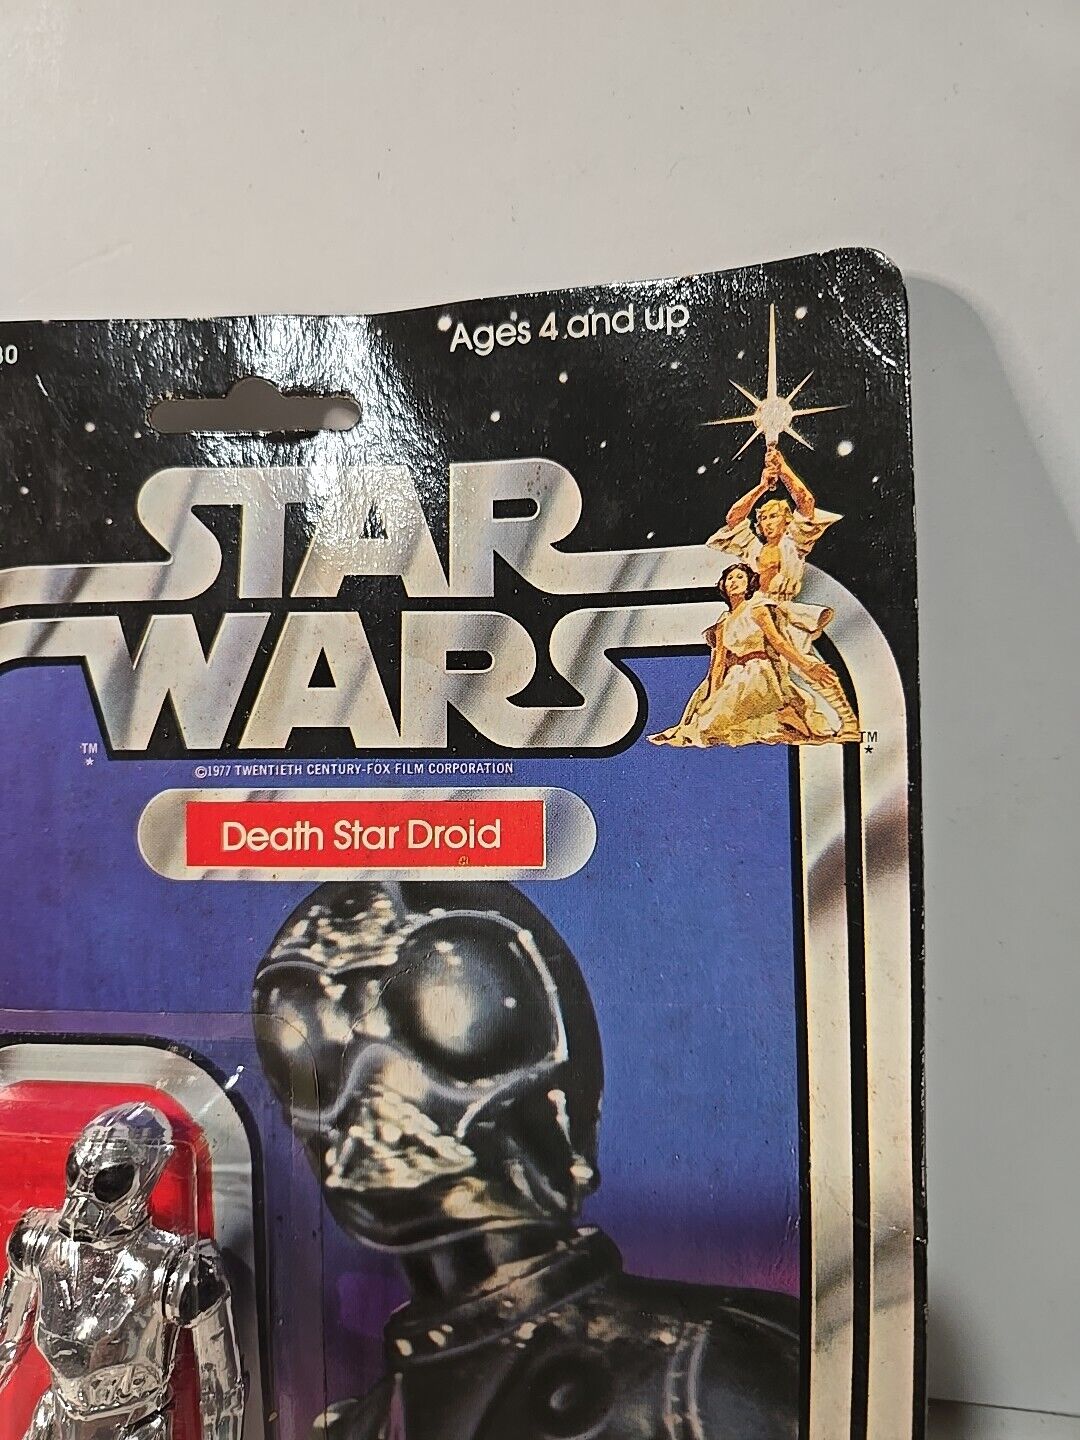 Ages 4 and up
STAR
WARS
TM
*
TM
*
©1977 TWENTIETH CENTURY-FOX FILM CORPORATION
Death Star Droid